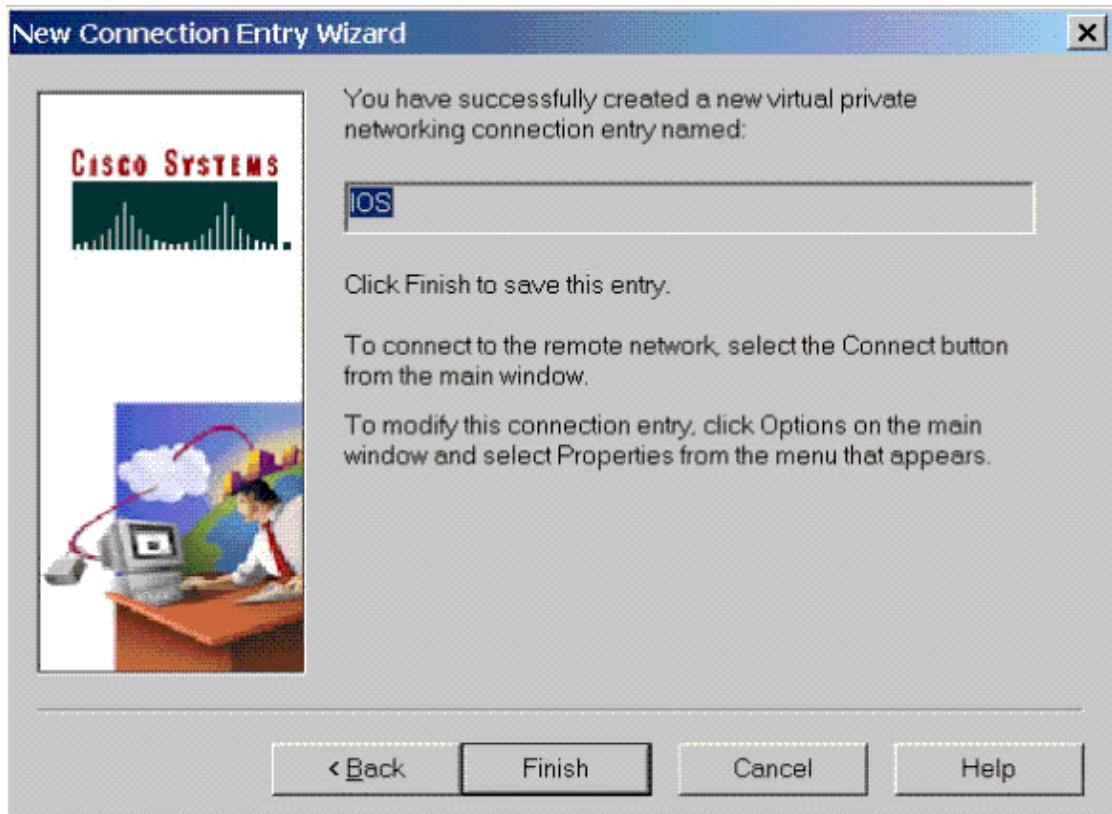 New Connection Entry Wizard
CISCO SYSTEMS
You have successfully created a new virtual private
networking connection entry named:
IOS
Click Finish to save this entry.
To connect to the remote network, select the Connect button
from the main window.
To modify this connection entry, click Options on the main
window and select Properties from the menu that appears.
< Back
Finish
Cancel
Help